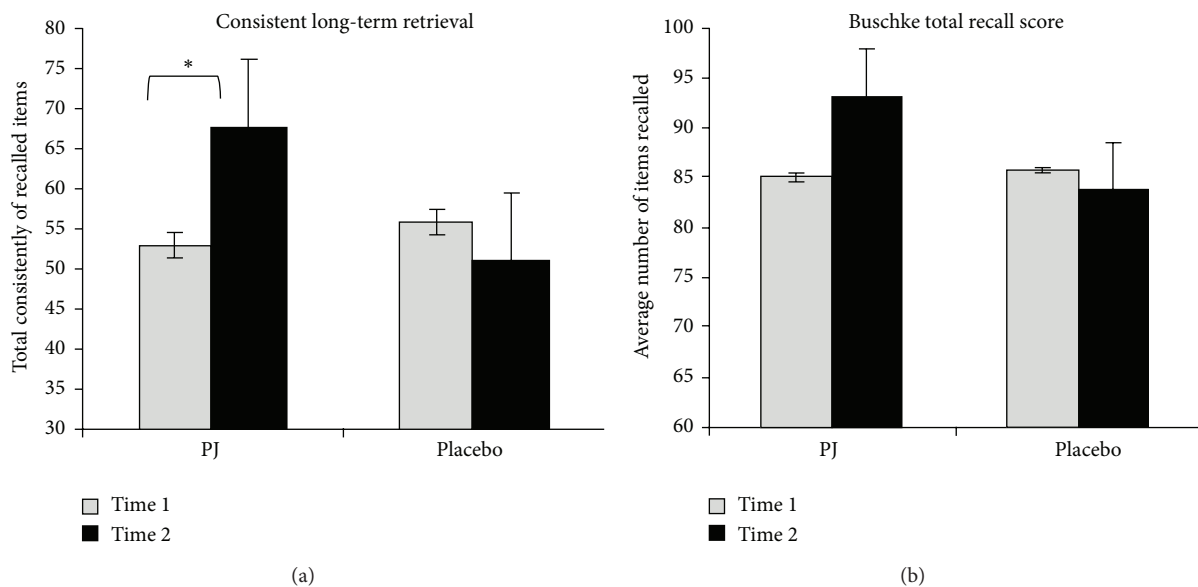 Consistent long-term retrieval
Total consistently of recalled items
80
75
70
65
60
55
50
45
40
35
30
*
PJ
Placebo
Time 1
Time 2
(a)
Buschke total recall score
Average number of items recalled
100
95
90
85
80
75
70
65
60
PJ
Placebo
Time 1
Time 2
(b)